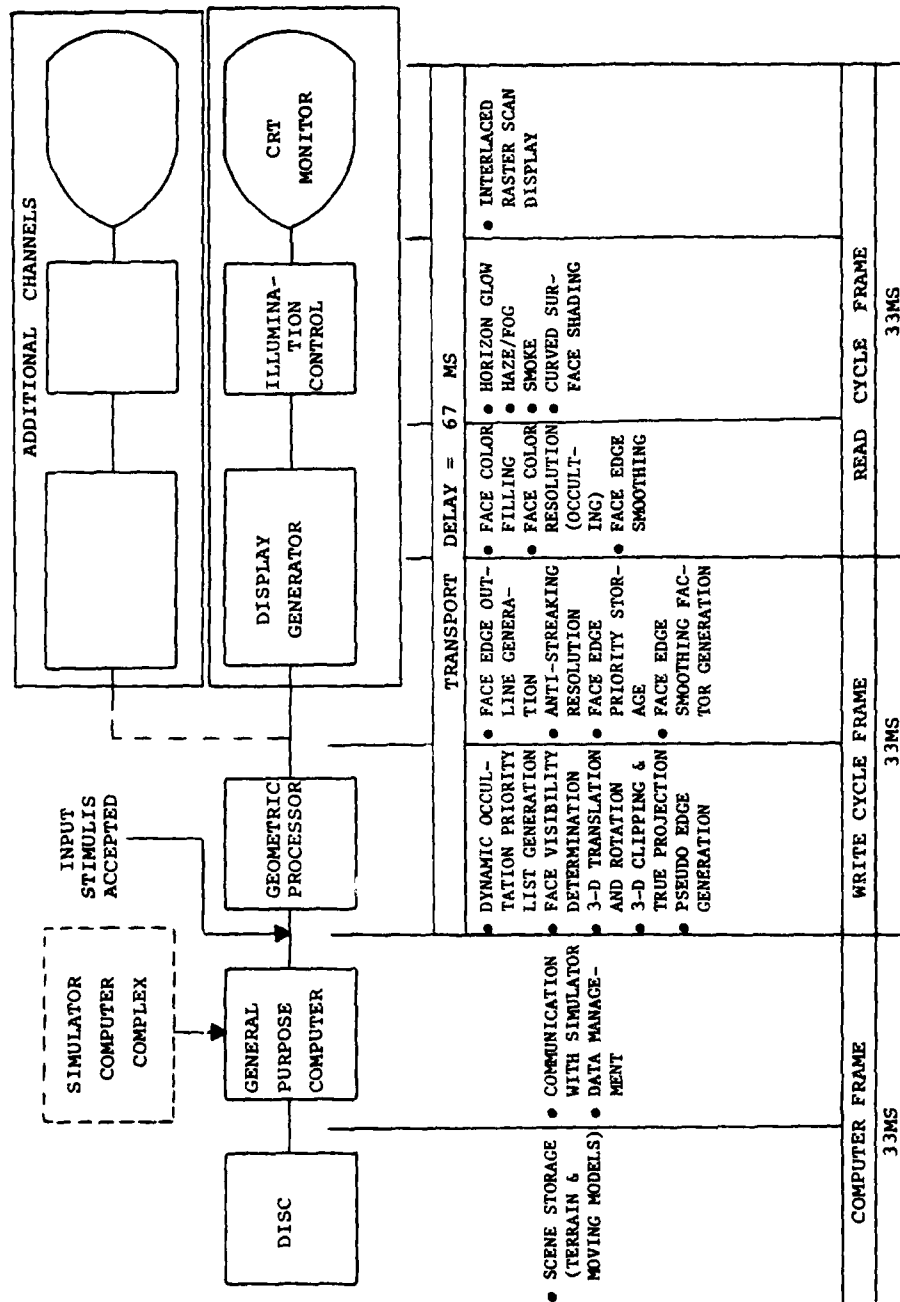 ADDITIONAL CHANNELS
INPUT
STIMULIS
ACCEPTED
SIMULATOR
COMPUTER
COMPLEX
DISC
GENERAL
PURPOSE
COMPUTER
GEOMETRIC
PROCESSOR
DISPLAY
GENERATOR
ILLUMINA-
TION
CONTROL
CRT
MONITOR
TRANSPORT DELAY = 67 MS
● SCENE STORAGE
(TERRAIN &
MOVING MODELS)
● COMMUNICATION
WITH SIMULATOR
● DATA MANAGE-
MENT
● DYNAMIC OCCUL-
TATION PRIORITY
LIST GENERATION
● FACE VISIBILITY
DETERMINATION
● 3-D TRANSLATION
AND ROTATION
● 3-D CLIPPING &
TRUE PROJECTION
● PSEUDO EDGE
GENERATION
● FACE EDGE OUT-
LINE GENERA-
TION
● ANTI-STREAKING
RESOLUTION
● FACE EDGE
PRIORITY STOR-
AGE
● FACE EDGE
SMOOTHING FAC-
TOR GENERATION
● FACE COLOR
FILLING
● FACE COLOR
RESOLUTION
(OCCULT-
ING)
● FACE EDGE
SMOOTHING
● HORIZON GLOW
● HAZE/FOG
● SMOKE
● CURVED SUR-
FACE SHADING
● INTERLACED
RASTER SCAN
DISPLAY
COMPUTER FRAME
WRITE CYCLE FRAME
READ CYCLE FRAME
33MS
33MS
33MS